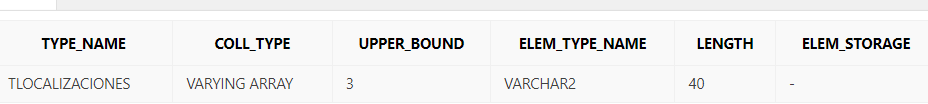 TYPE_NAME COLL_TYPE UPPER_BOUND ELEM_TYPE_NAME LENGTH ELEM_STORAGE
TLOCALIZACIONES VARYING ARRAY 3 VARCHAR2 40 -